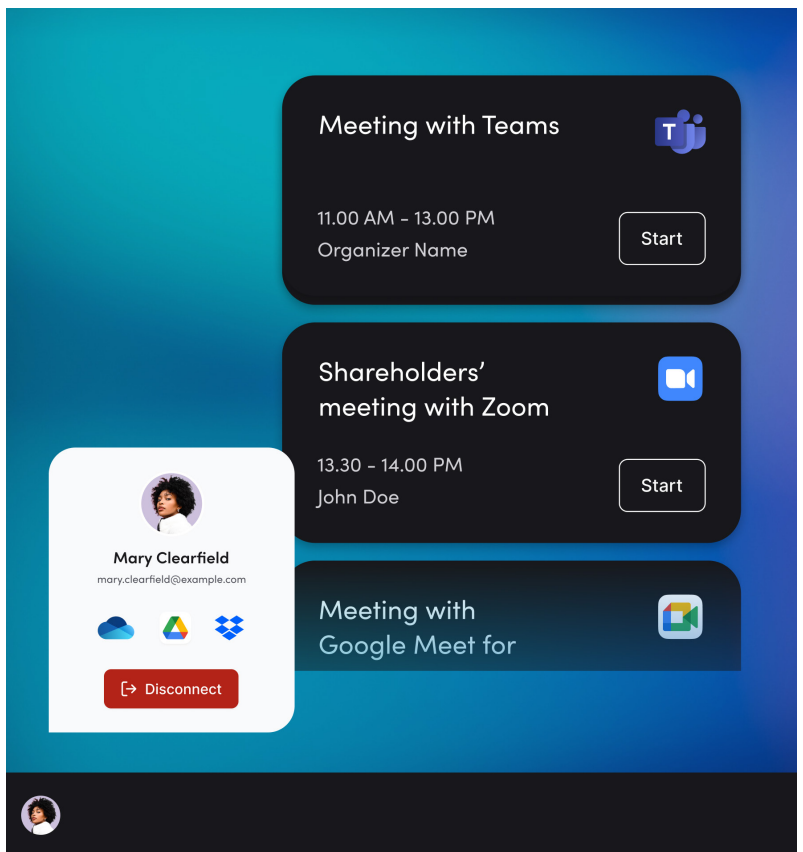 Meeting with Teams
T
11.00 AM - 13.00 PM
Organizer Name
Start
Shareholders’
meeting with Zoom
13.30 - 14.00 PM
John Doe
Start
Meeting with
Google Meet for
Mary Clearfield
mary.clearfield@example.com
Disconnect